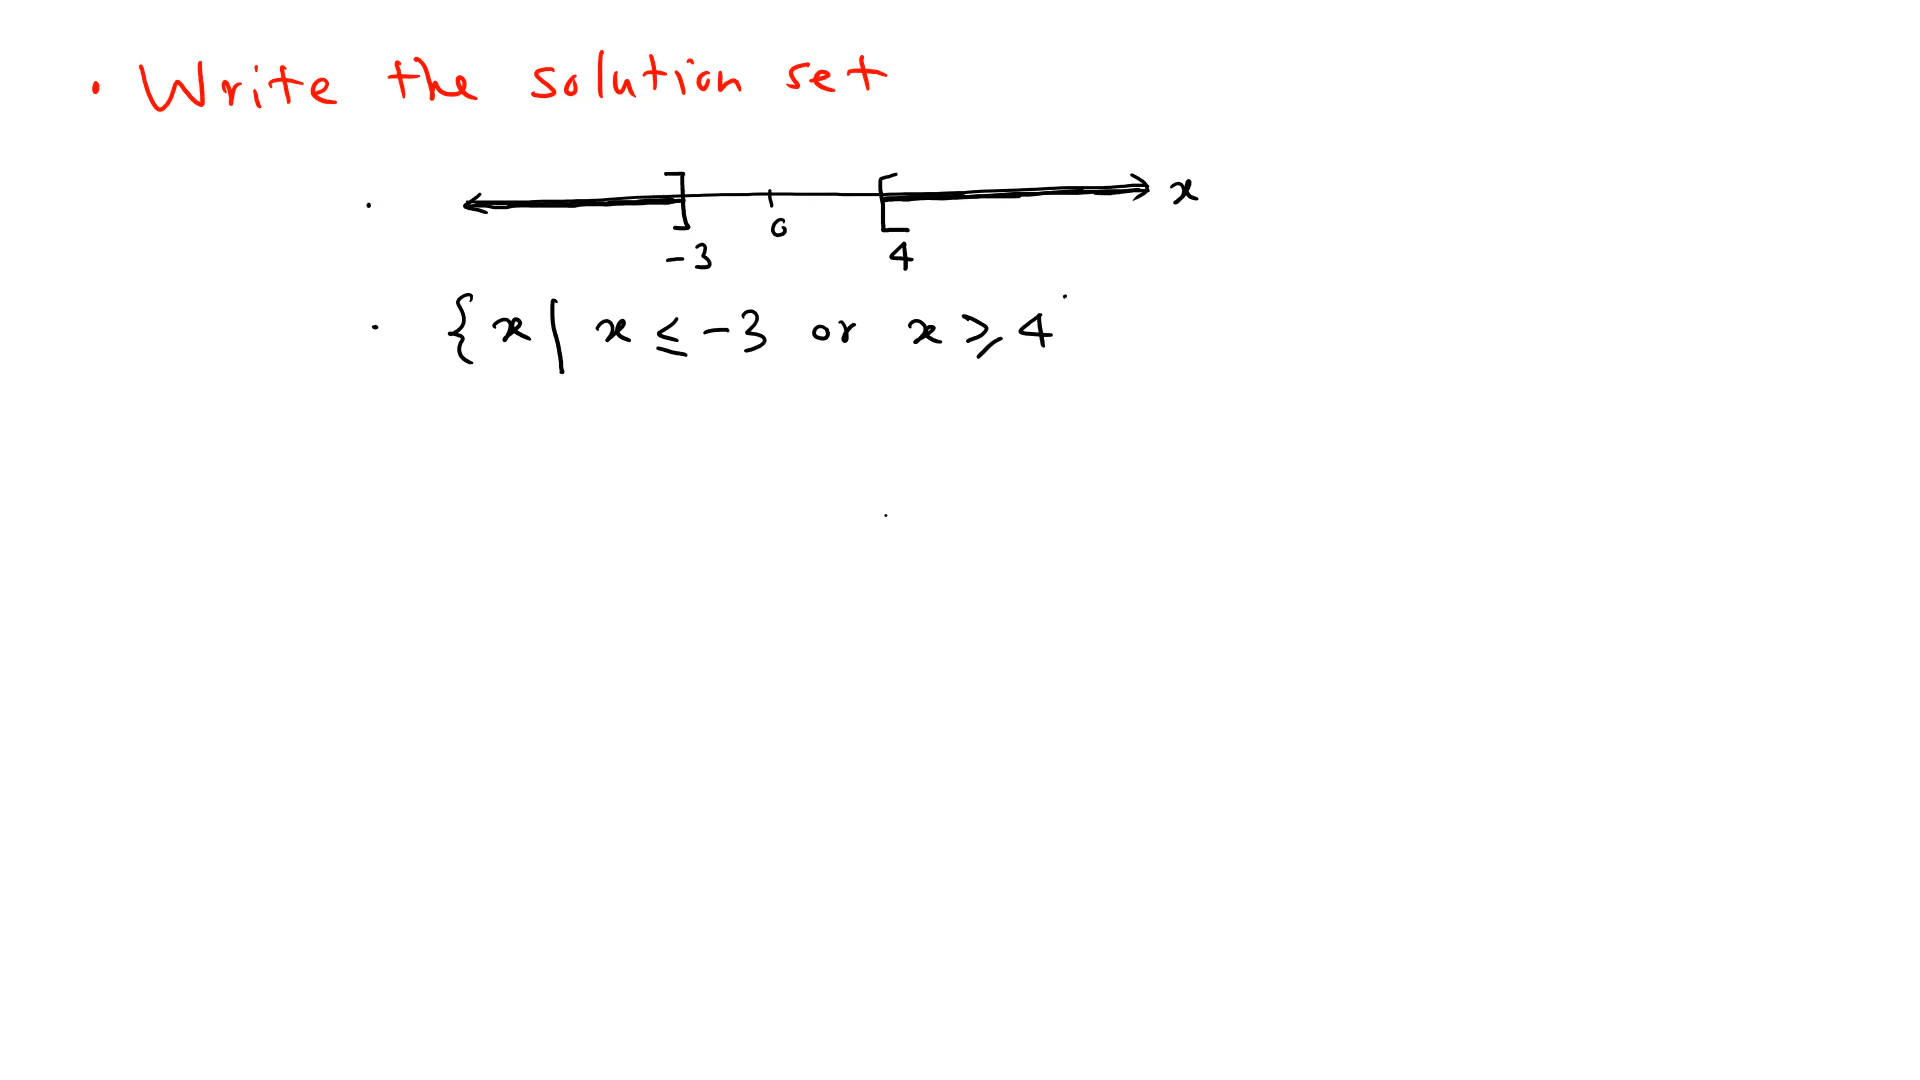 • Write the solution set
x
] 0 [
-3 4
• { x | x ≤ -3 or x ≥ 4